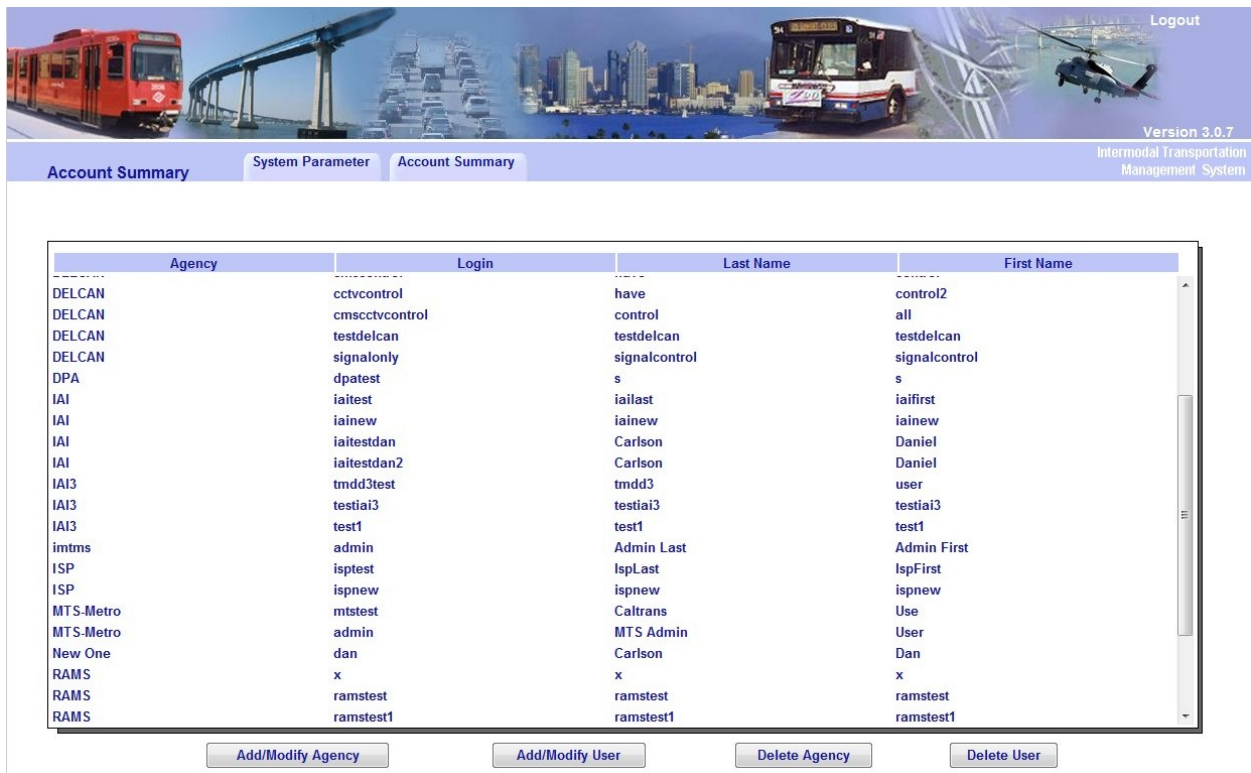 Logout
Version 3.0.7
Intermodal Transportation
Management System
Account Summary System Parameter Account Summary
Agency Login Last Name First Name
DELCAN cctvcontrol have control2
DELCAN cmscctvcontrol control all
DELCAN testdelcan testdelcan testdelcan
DELCAN signalonly signalcontrol signalcontrol
DPA dpatest s s
IAI iaitest iailast iaifirst
IAI iainew iainew iainew
IAI iaitestdan Carlson Daniel
IAI iaitestdan2 Carlson Daniel
IAI3 tmdd3test tmdd3 user
IAI3 testiai3 testiai3 testiai3
IAI3 test1 test1 test1
imtms admin Admin Last Admin First
ISP isptest IspLast IspFirst
ISP ispnew ispnew ispnew
MTS-Metro mtstest Caltrans Use
MTS-Metro admin MTS Admin User
New One dan Carlson Dan
RAMS x x x
RAMS ramstest ramstest ramstest
RAMS ramstest1 ramstest1 ramstest1
Add/Modify Agency Add/Modify User Delete Agency Delete User